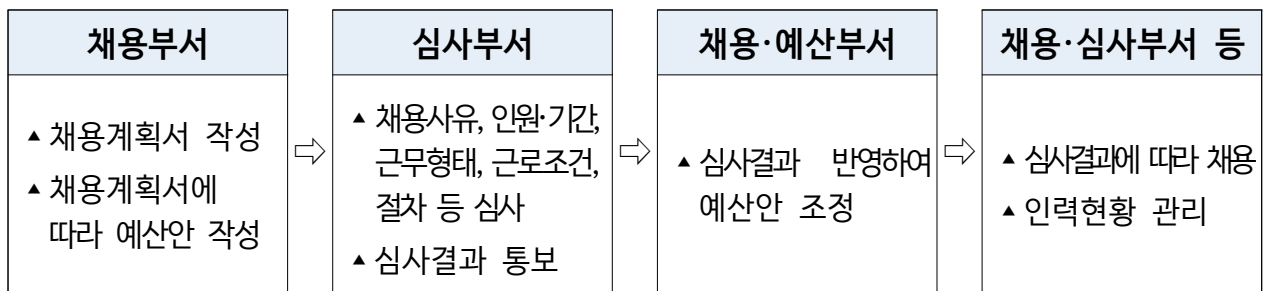 채용부서
▲ 채용계획서 작성
▲ 채용계획서에
따라 예산안 작성
⇨
심사부서
▲ 채용사유, 인원·기간,
근무형태, 근로조건,
절차 등 심사
▲ 심사결과 통보
⇨
채용·예산부서
▲ 심사결과 반영하여
예산안 조정
⇨
채용·심사부서 등
▲ 심사결과에 따라 채용
▲ 인력현황 관리